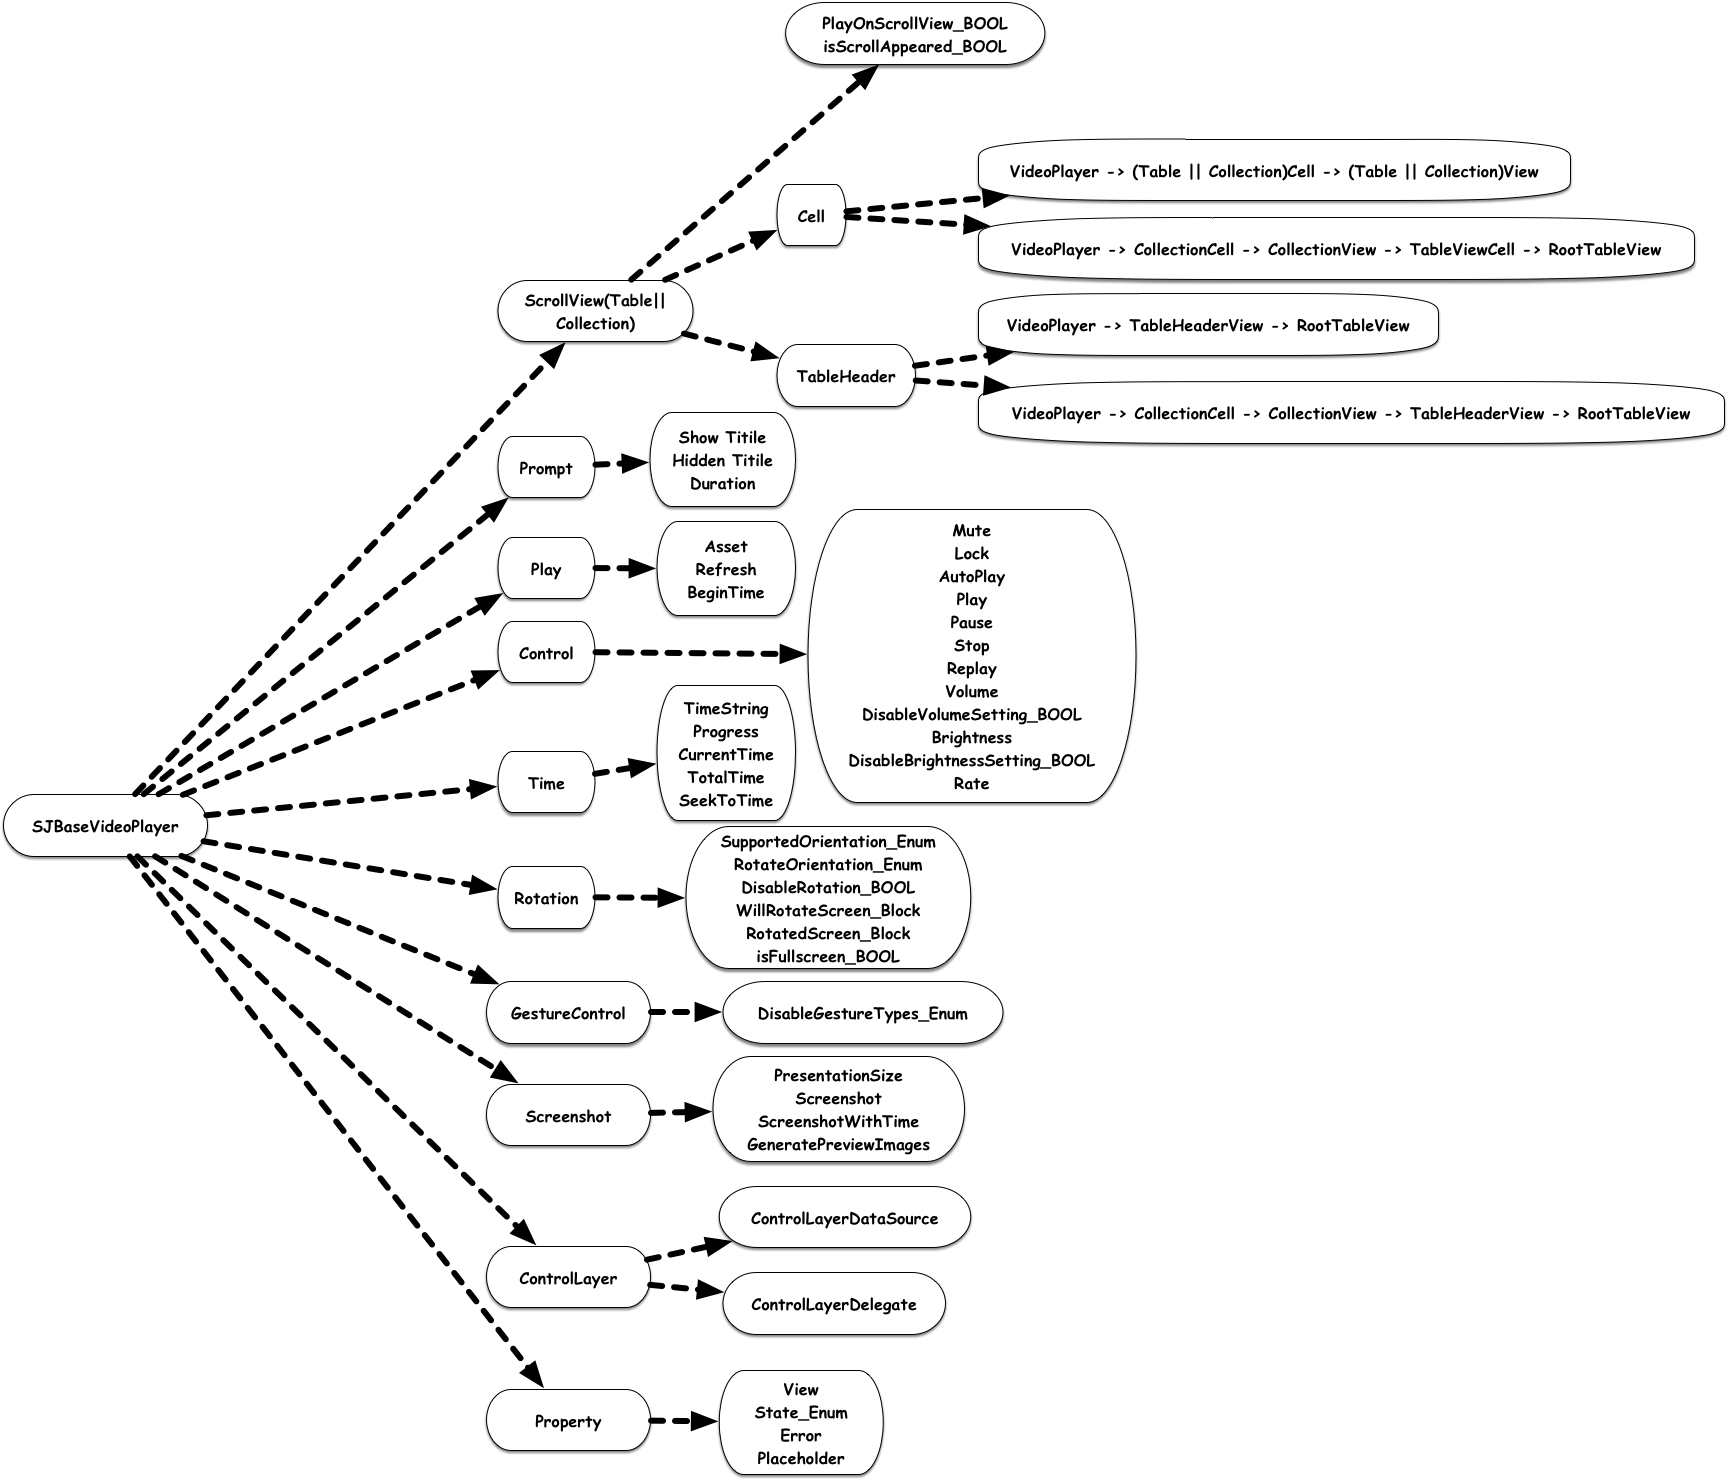 PlayOnScrollView_BOOL
isScrollAppeared_BOOL
VideoPlayer -> (Table || Collection)Cell -> (Table || Collection)View
Cell
VideoPlayer -> CollectionCell -> CollectionView -> TableViewCell -> RootTableView
ScrollView(Table||
Collection)
VideoPlayer -> TableHeaderView -> RootTableView
TableHeader
VideoPlayer -> CollectionCell -> CollectionView -> TableHeaderView -> RootTableView
Prompt
Show Titile
Hidden Titile
Duration
Play
Asset
Refresh
BeginTime
Control
Mute
Lock
AutoPlay
Play
Pause
Stop
Replay
Volume
DisableVolumeSetting_BOOL
Brightness
DisableBrightnessSetting_BOOL
Rate
Time
TimeString
Progress
CurrentTime
TotalTime
SeekToTime
SJBaseVideoPlayer
Rotation
SupportedOrientation_Enum
RotateOrientation_Enum
DisableRotation_BOOL
WillRotateScreen_Block
RotatedScreen_Block
isFullscreen_BOOL
GestureControl
DisableGestureTypes_Enum
Screenshot
PresentationSize
Screenshot
ScreenshotWithTime
GeneratePreviewImages
ControlLayer
ControlLayerDataSource
ControlLayerDelegate
Property
View
State_Enum
Error
Placeholder